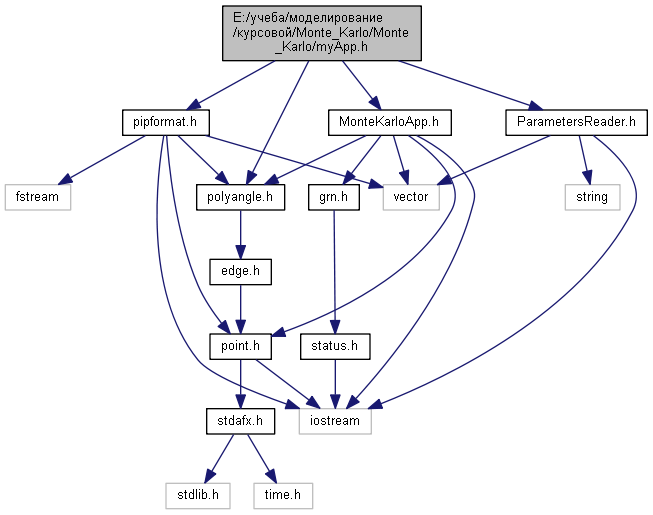 E:/учеба/моделирование
/курсовой/Monte_Karlo/Monte
_Karlo/myApp.h
pipformat.h
MonteKarloApp.h
ParametersReader.h
fstream
polyangle.h
grn.h
vector
string
edge.h
point.h
status.h
stdafx.h
iostream
stdlib.h
time.h